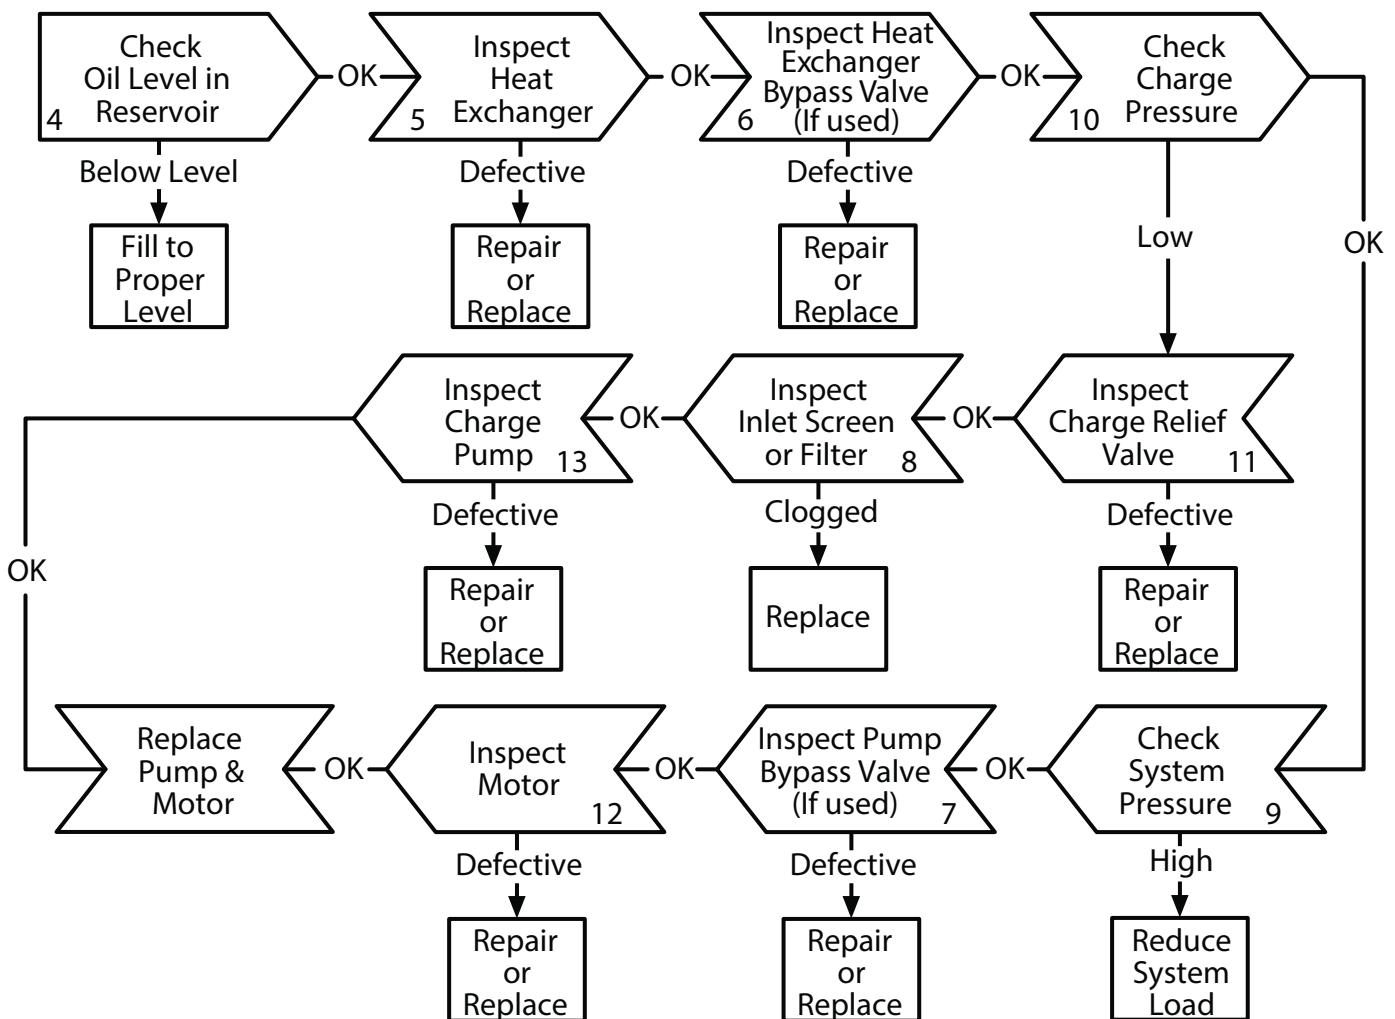 Check
Oil Level in
Reservoir
4
OK
Inspect
Heat
Exchanger
5
OK
Inspect Heat
Exchanger
Bypass Valve
(If used)
6
OK
Check
Charge
Pressure
10
Below Level
Defective
Defective
Low
OK
Fill to
Proper
Level
Repair
or
Replace
Repair
or
Replace
Inspect
Charge
Pump
13
OK
Inspect
Inlet Screen
or Filter
8
OK
Inspect
Charge Relief
Valve
11
Defective
Clogged
Defective
OK
Repair
or
Replace
Replace
Repair
or
Replace
Replace
Pump &
Motor
OK
Inspect
Motor
12
OK
Inspect Pump
Bypass Valve
(If used)
7
OK
Check
System
Pressure
9
Defective
Defective
High
Repair
or
Replace
Repair
or
Replace
Reduce
System
Load